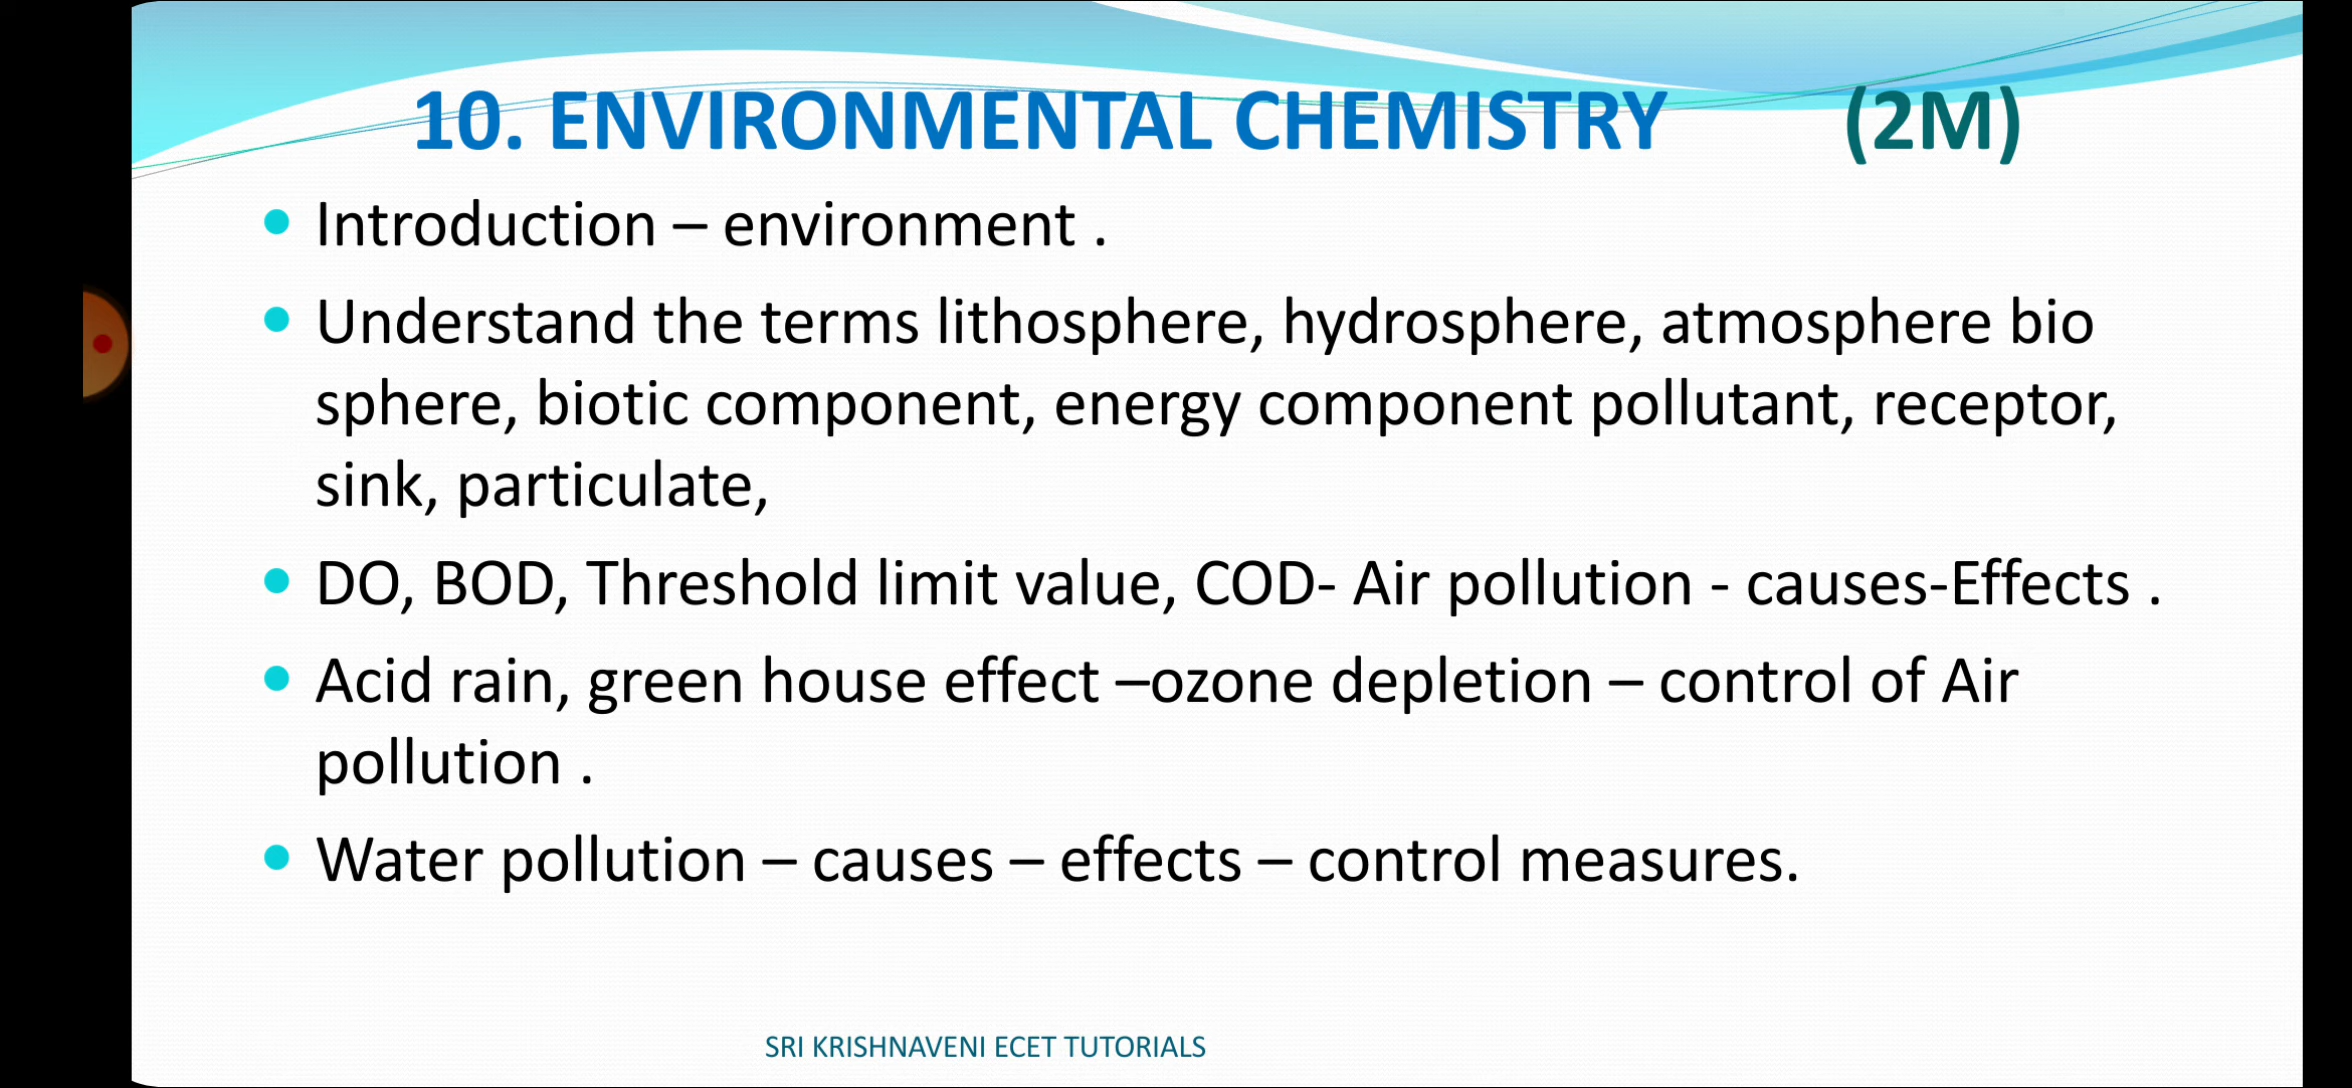 10. ENVIRONMENTAL CHEMISTRY (2M)
• Introduction – environment .
• Understand the terms lithosphere, hydrosphere, atmosphere bio
sphere, biotic component, energy component pollutant, receptor,
sink, particulate,
• DO, BOD, Threshold limit value, COD- Air pollution - causes-Effects .
• Acid rain, green house effect –ozone depletion – control of Air
pollution .
• Water pollution – causes – effects – control measures.
SRI KRISHNAVENI ECET TUTORIALS